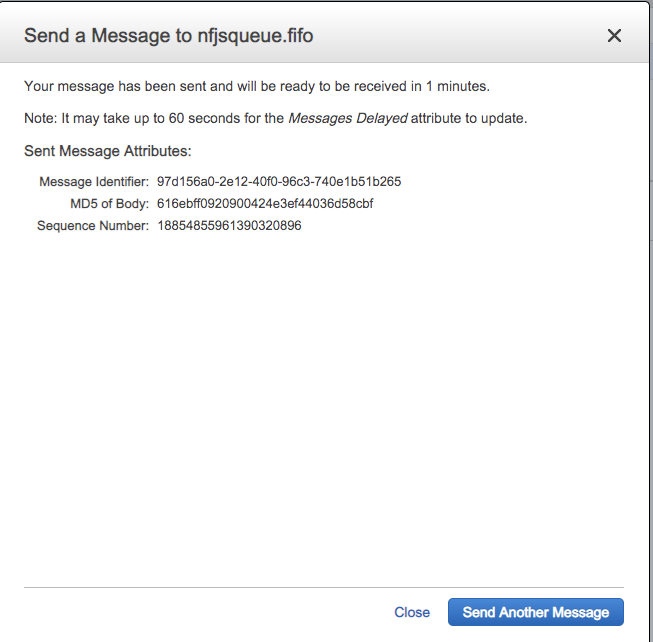 Send a Message to nfjsqueue.fifo
Your message has been sent and will be ready to be received in 1 minutes.
Note: It may take up to 60 seconds for the Messages Delayed attribute to update.
Sent Message Attributes:
Message Identifier: 97d156a0-2e12-40f0-96c3-740e1b51b265
MD5 of Body: 616ebff0920900424e3ef44036d58cbf
Sequence Number: 18854855961390320896
Close Send Another Message